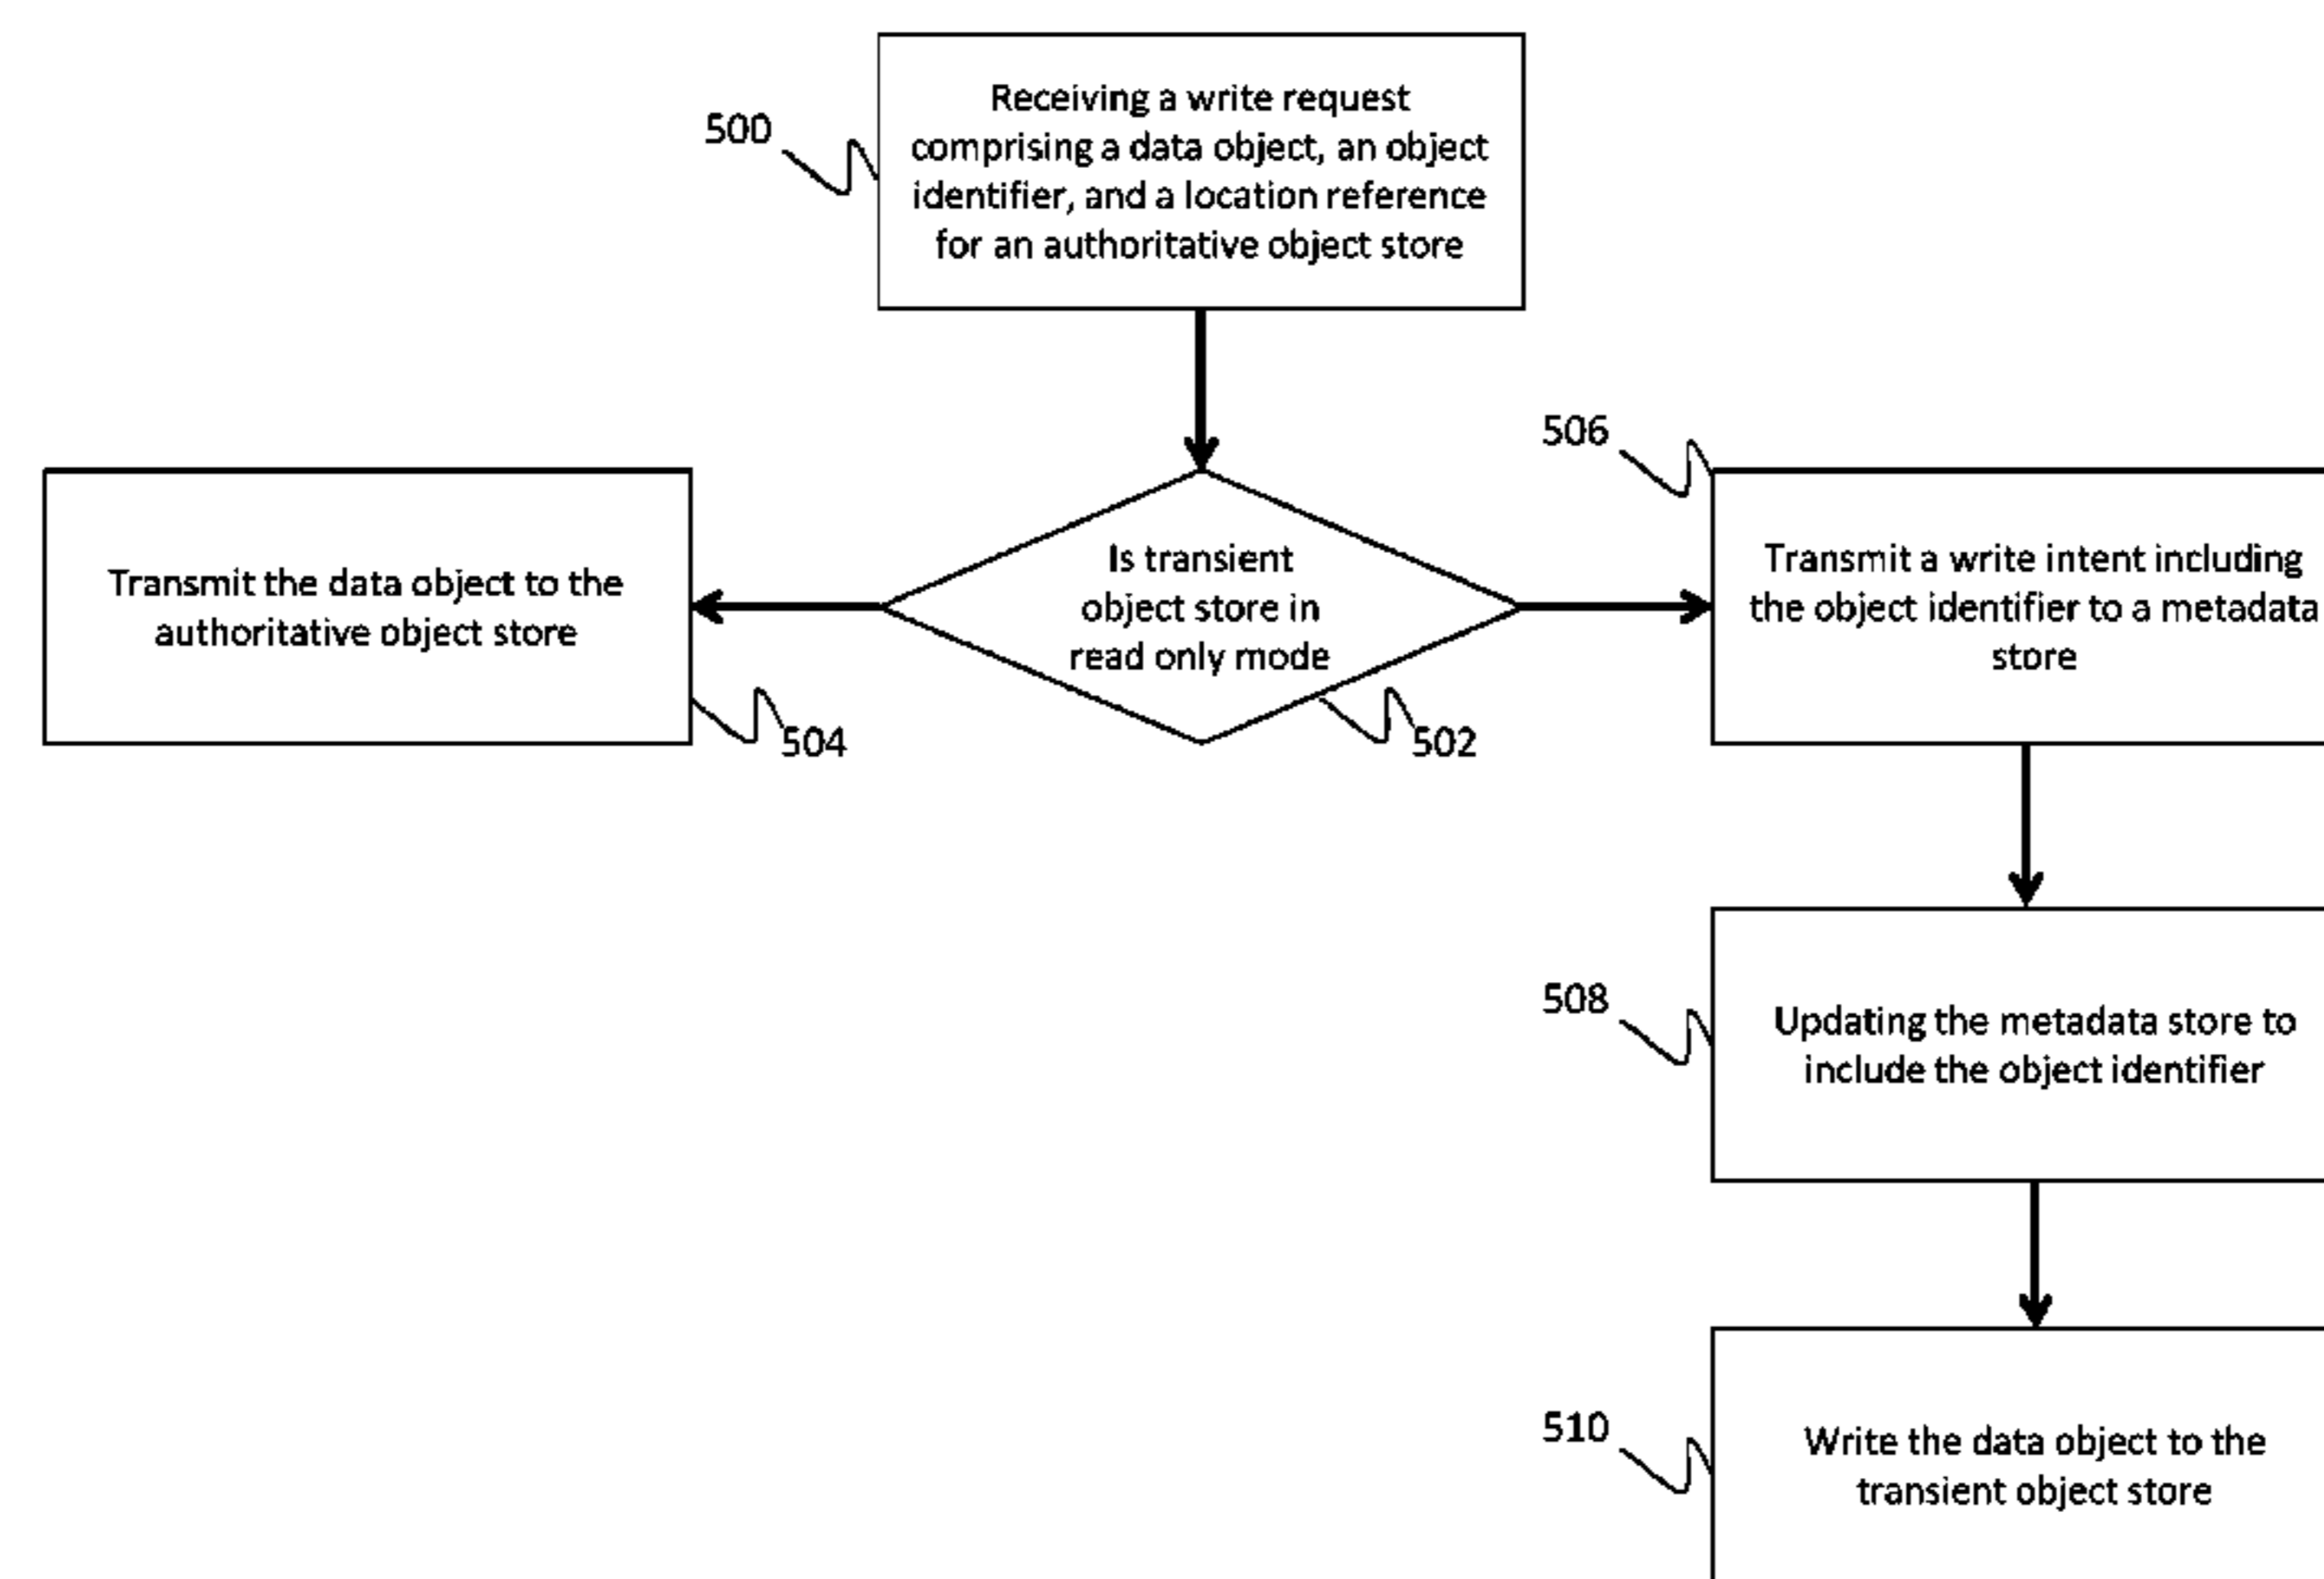 500
Receiving a write request
comprising a data object, an object
identifier, and a location reference
for an authoritative object store
Transmit the data object to the
authoritative object store
504
Is transient
object store in
read only mode
502
506
Transmit a write intent including
the object identifier to a metadata
store
508
Updating the metadata store to
include the object identifier
510
Write the data object to the
transient object store